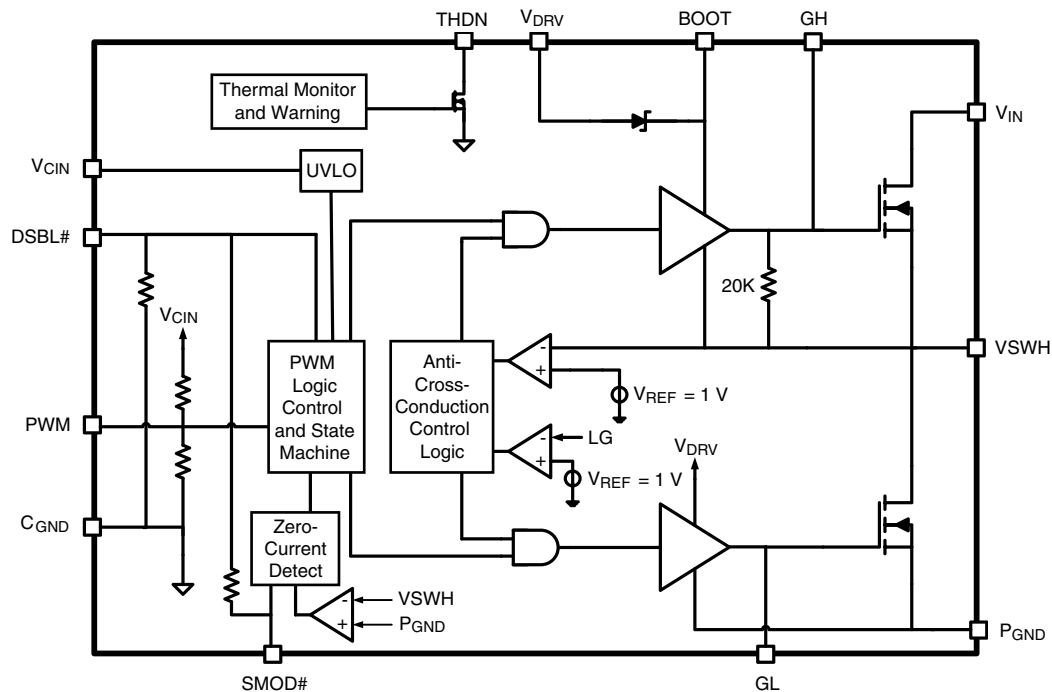 THDN
VDRV
BOOT
GH
Thermal Monitor
and Warning
VIN
VCIN
UVLO
DSBL#
20K
VCIN
PWM
Logic
Control
and State
Machine
Anti-
Cross-
Conduction
Control
Logic
-
+
VREF = 1 V
VSWH
PWM
-
+
LG
VREF = 1 V
VDRV
CGND
Zero-
Current
Detect
-
+
VSWH
PGND
PGND
SMOD#
GL